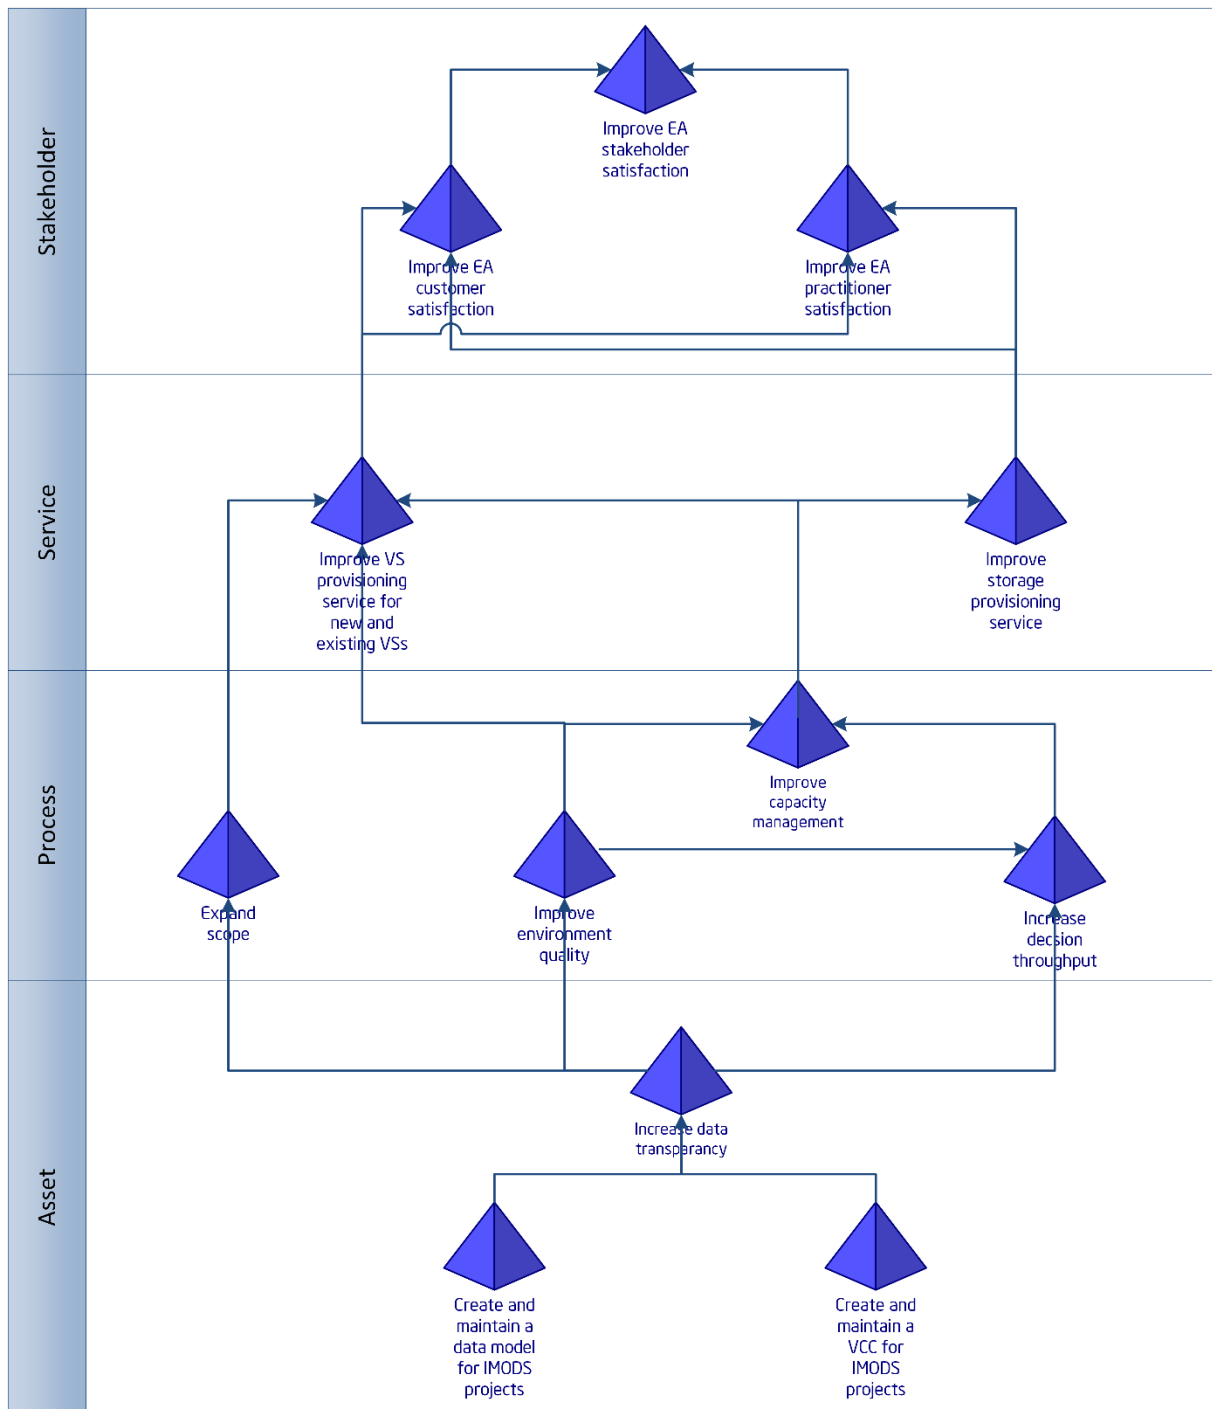 Stakeholder
Improve EA
stakeholder
satisfaction
Improve EA
customer
satisfaction
Improve EA
practitioner
satisfaction
Service
Improve VS
provisioning
service for
new and
existing VSs
Improve
storage
provisioning
service
Process
Improve
capacity
management
Expand
scope
Improve
environment
quality
Increase
decsion
throughput
Asset
Increase data
transparancy
Create and
maintain a
data model
for IMODS
projects
Create and
maintain a
VCC for
IMODS
projects